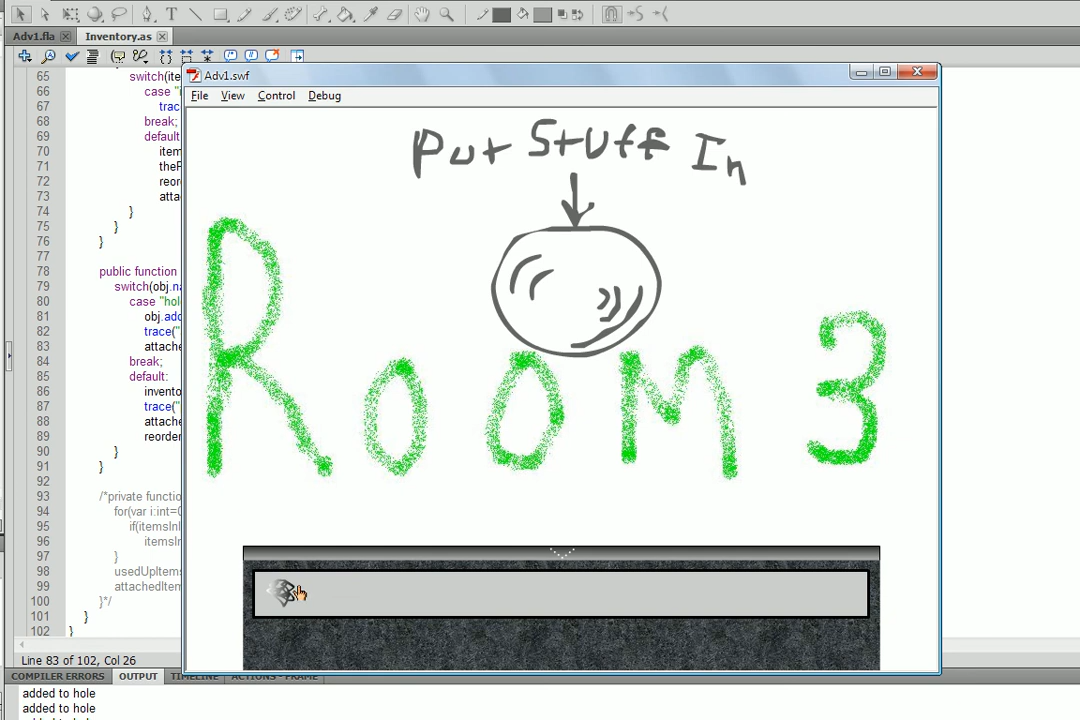 Adv1.fla
Inventory.as
65 switch(ite
66 case "
67 trac
68 break;
69 default
70 item
71 theP
72 reor
73 atta
74 }
75 }
76 }
77
78 public function
79 switch(obj.na
80 case "hol
81 obj.add
82 trace("
83 attache
84 break;
85 default:
86 invento
87 trace("
88 attache
89 reorder
90 }
91 }
92
93 /*private functio
94 for(var i:int=0
95 if(itemsInI
96 itemsIn
97 }
98 usedUpItems
99 attachedItem
100 }*/
101 }
102 }
Adv1.swf
File View Control Debug
Put Stuff In
Room 3
Line 83 of 102, Col 26
COMPILER ERRORS OUTPUT TIMELINE ACTIONS - FRAME
added to hole
added to hole